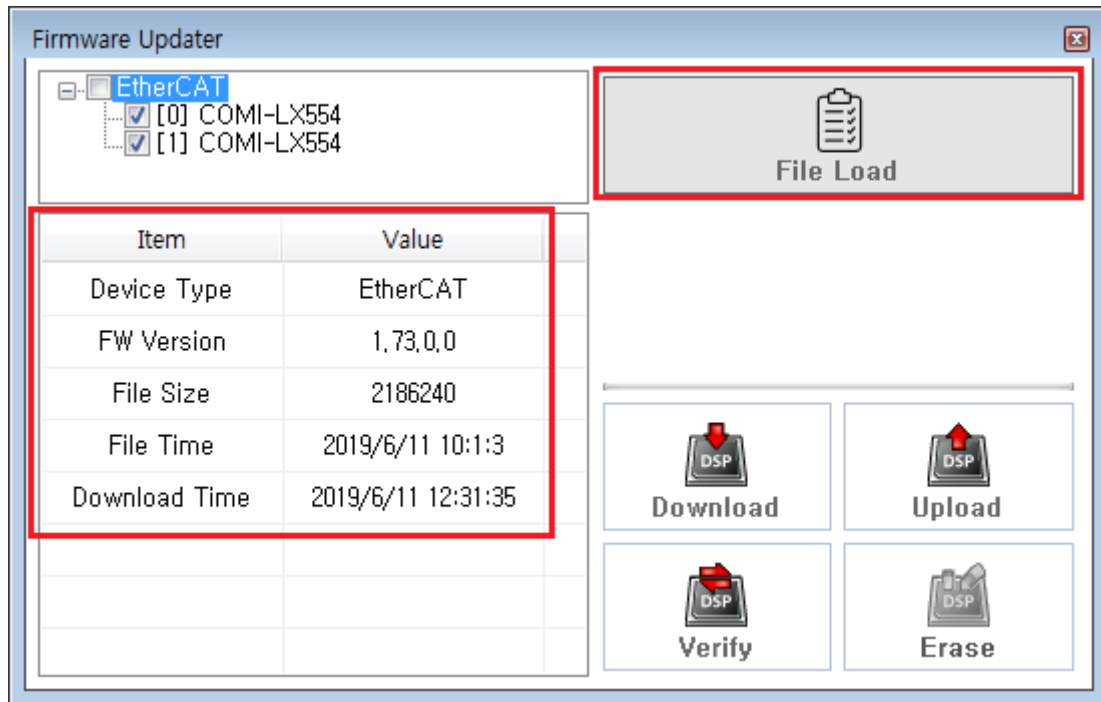 Firmware Updater
EtherCAT
[0] COMI-LX554
[1] COMI-LX554
File Load
Item Value
Device Type EtherCAT
FW Version 1,73,0,0
File Size 2186240
File Time 2019/6/11 10:1:3
Download Time 2019/6/11 12:31:35
DSP
Download
DSP
Upload
DSP
Verify
DSP
Erase